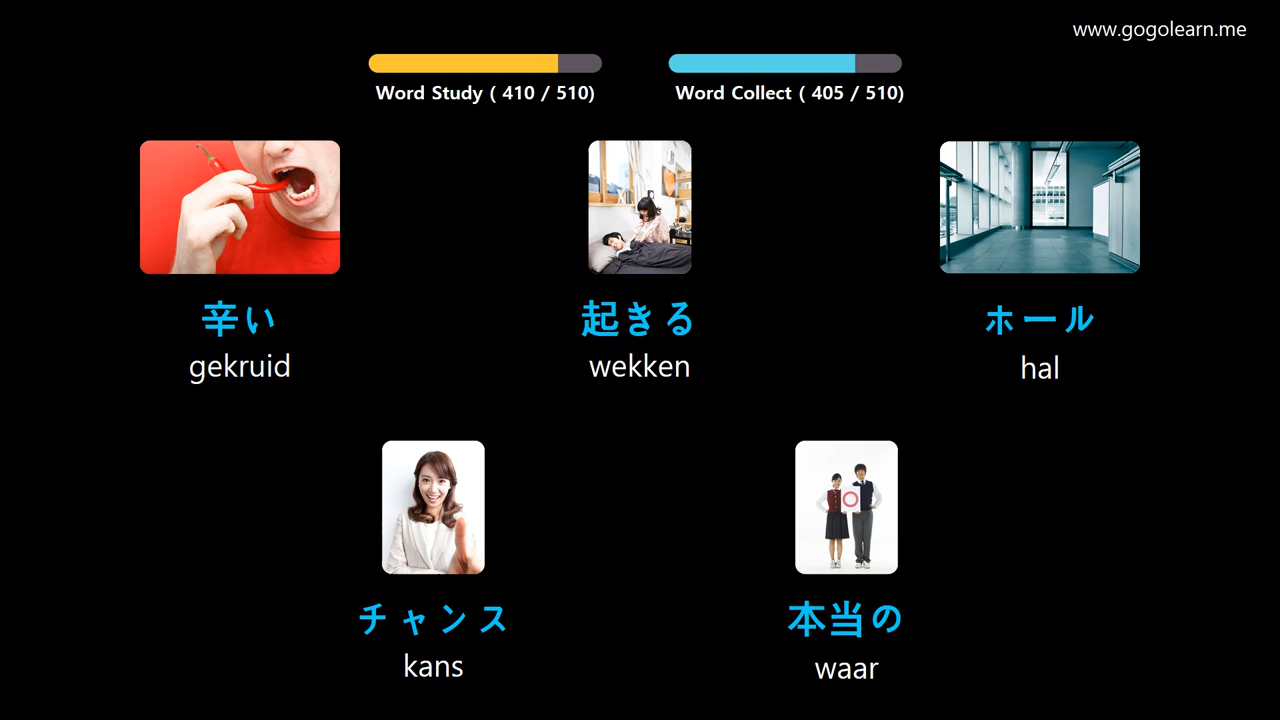 www.gogolearn.me
Word Study ( 410 / 510)
Word Collect ( 405 / 510)
辛い
gekruid
起きる
wekken
ホール
hal
チャンス
kans
本当の
waar